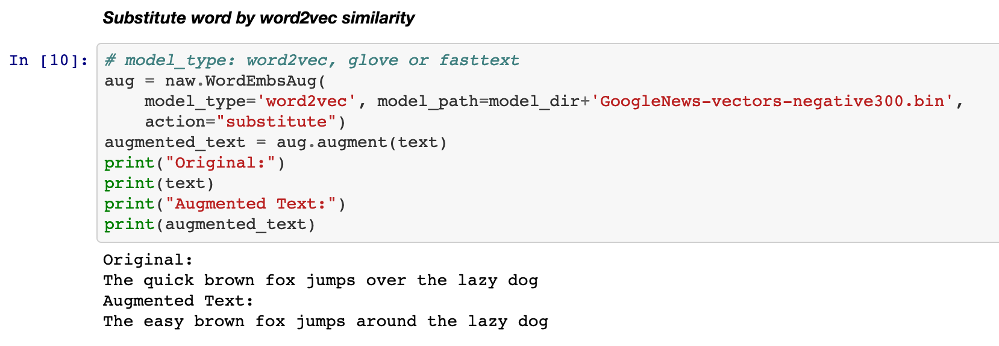 Substitute word by word2vec similarity
In [10]:
# model_type: word2vec, glove or fasttext
aug = naw.WordEmbsAug(
    model_type='word2vec', model_path=model_dir+'GoogleNews-vectors-negative300.bin',
    action="substitute")
augmented_text = aug.augment(text)
print("Original:")
print(text)
print("Augmented Text:")
print(augmented_text)
Original:
The quick brown fox jumps over the lazy dog
Augmented Text:
The easy brown fox jumps around the lazy dog